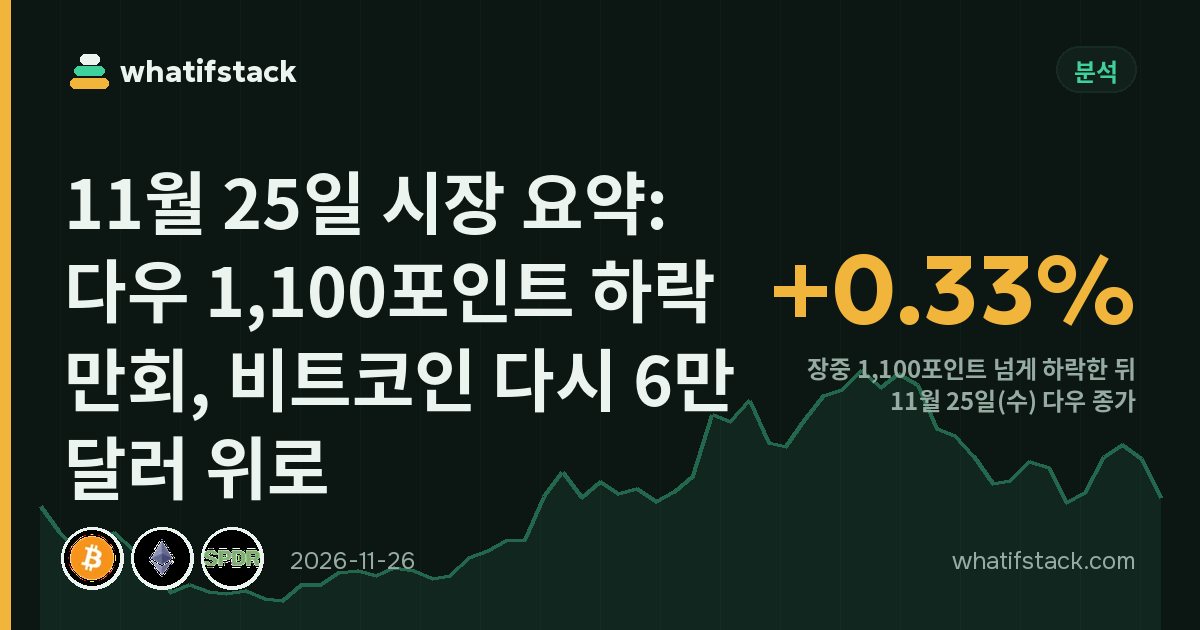 whatifstack
분석
11월 25일 시장 요약:
다우 1,100포인트 하락
만회, 비트코인 다시 6만
달러 위로
+0.33%
장중 1,100포인트 넘게 하락한 뒤
11월 25일(수) 다우 종가
SPDR
2026-11-26
whatifstack.com